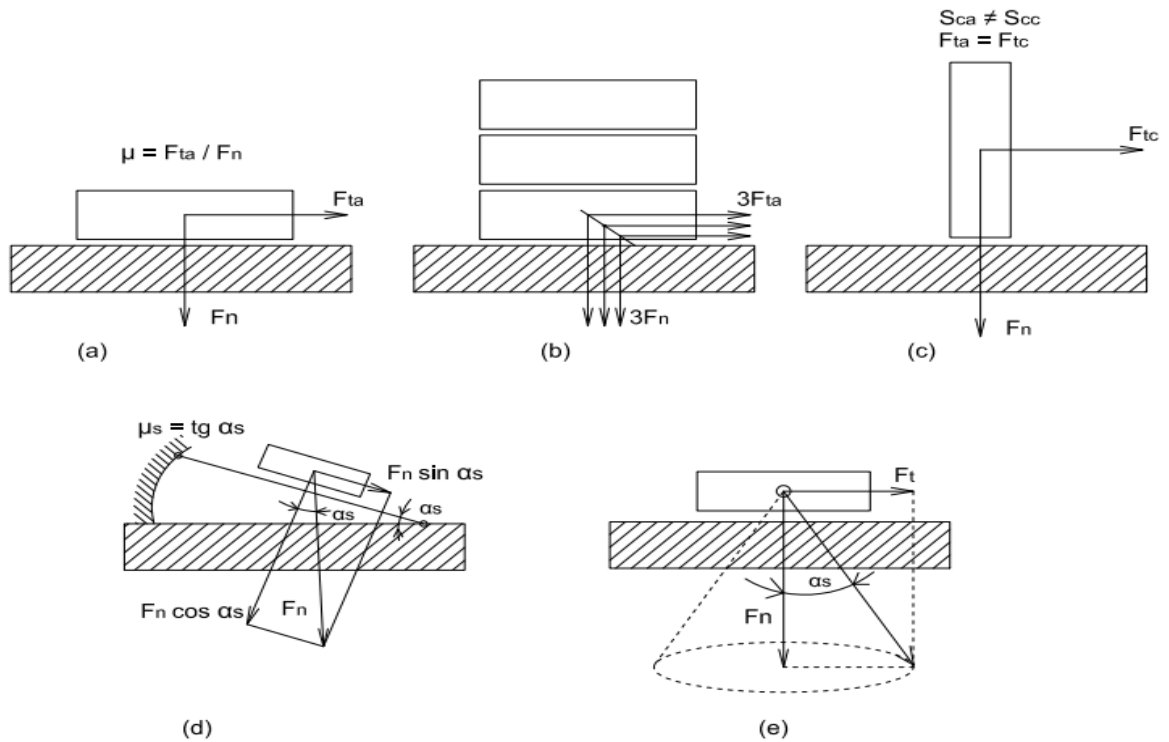 μ = Fta / Fn
Fta
Fn
(a)
3Fta
3Fn
(b)
Sca ≠ Scc
Fta = Ftc
Ftc
Fn
(c)
μs = tg αs
Fn sin αs
αs
αs
Fn cos αs
Fn
(d)
Ft
αs
Fn
(e)